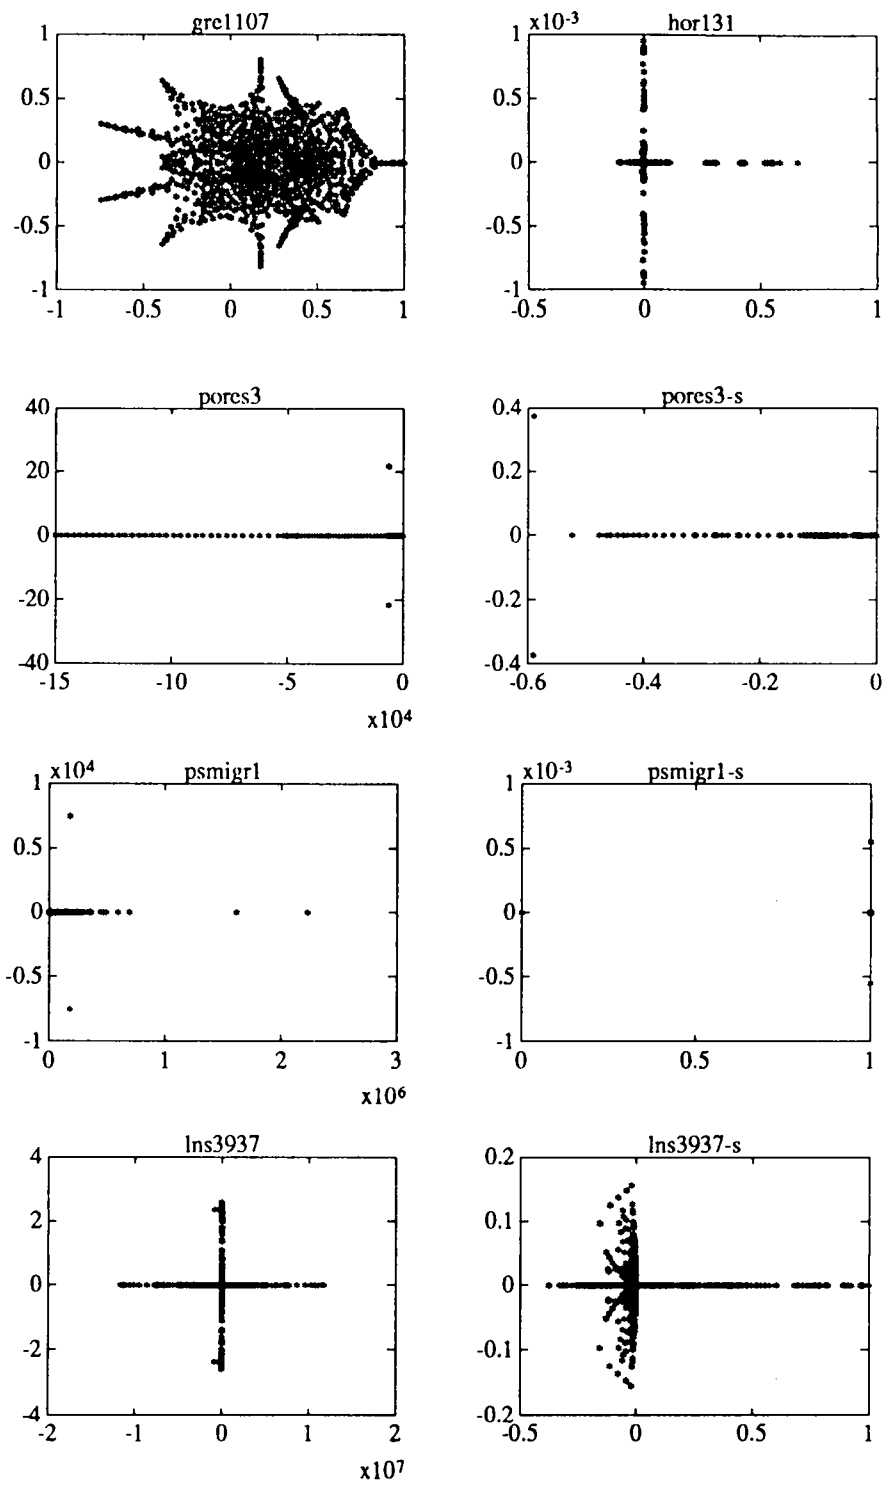 gre1107
1
0.5
0
-0.5
-1
-1 -0.5 0 0.5 1
x10-3 hor131
1
0.5
0
-0.5
-1
-0.5 0 0.5 1
pores3
40
20
0
-20
-40
-15 -10 -5 0
x104
pores3-s
0.4
0.2
0
-0.2
-0.4
-0.6 -0.4 -0.2 0
x104 psmigr1
1
0.5
0
-0.5
-1
0 1 2 3
x106
x10-3 psmigr1-s
1
0.5
0
-0.5
-1
0 0.5 1
lns3937
4
2
0
-2
-4
-2 -1 0 1 2
x107
lns3937-s
0.2
0.1
0
-0.1
-0.2
-0.5 0 0.5 1